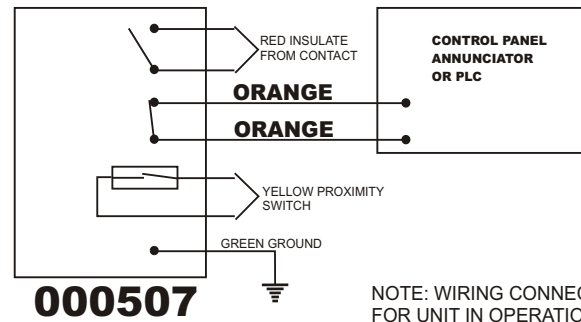 RED INSULATE
FROM CONTACT
CONTROL PANEL
ANNUNCIATOR
OR PLC
ORANGE
ORANGE
YELLOW PROXIMITY
SWITCH
GREEN GROUND
000507
NOTE: WIRING
FOR UNIT IN